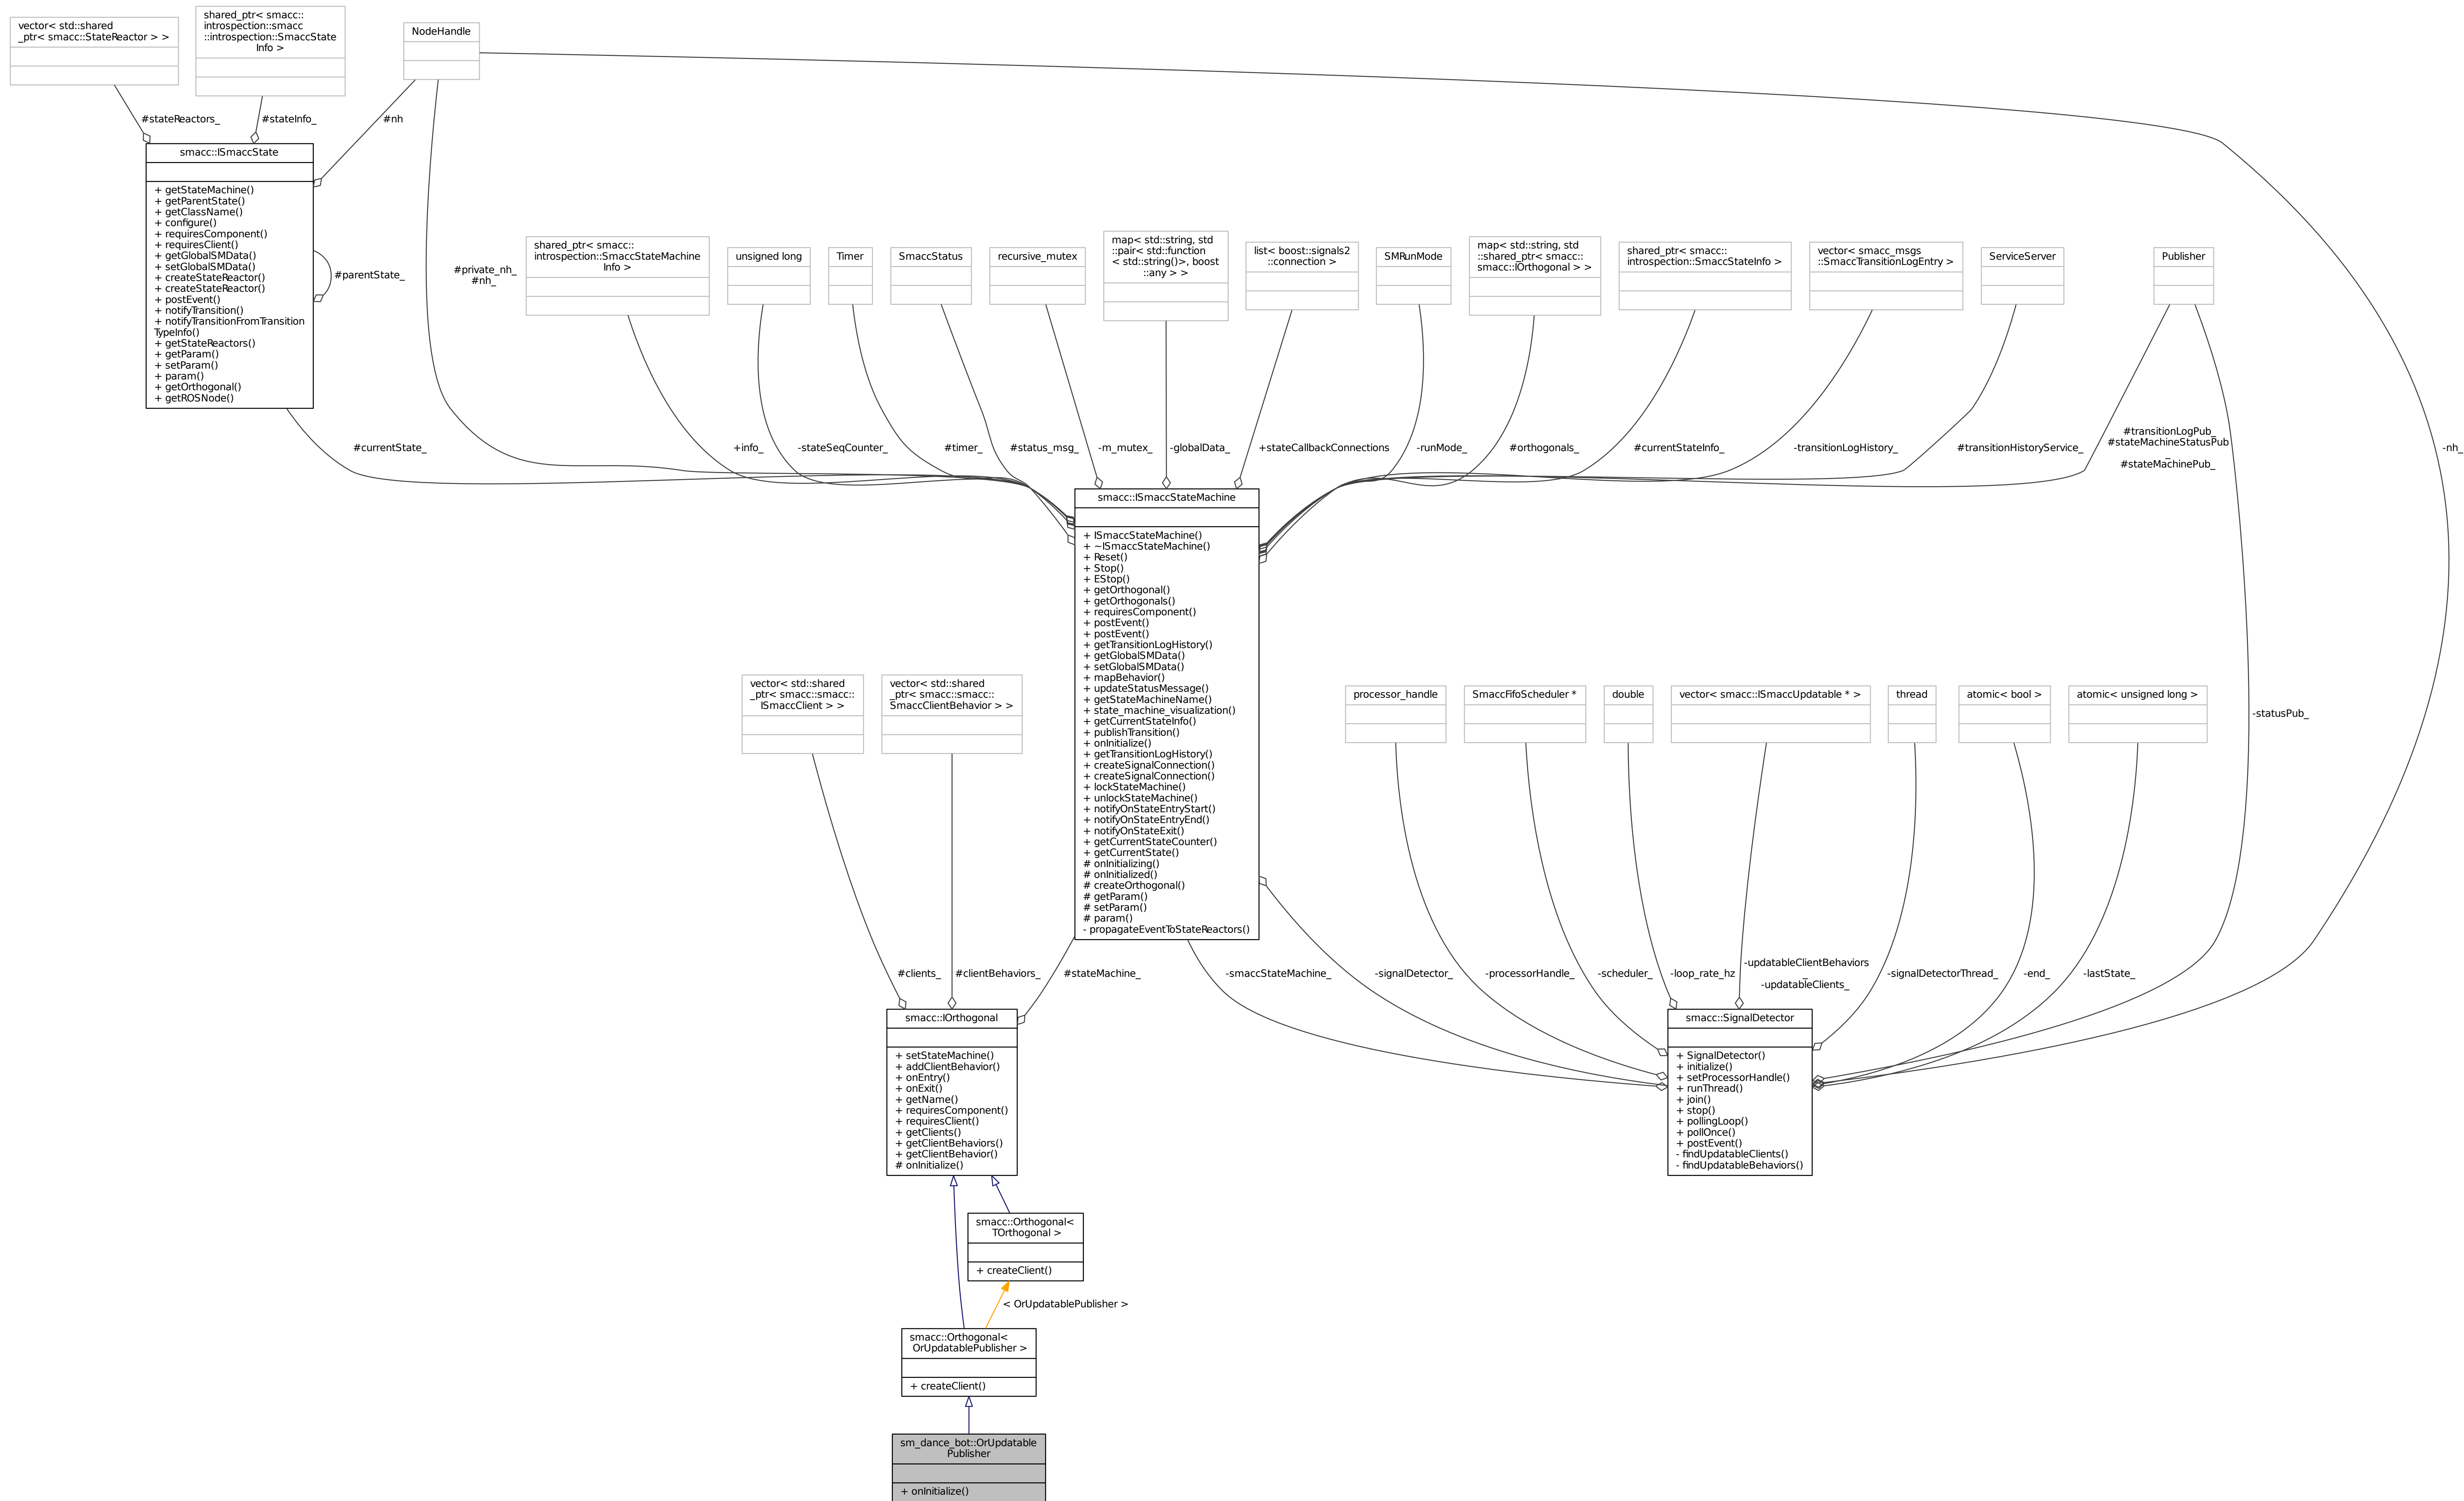 vector< std::shared
_ptr< smacc::StateReactor > >
shared_ptr< smacc::
introspection::smacc
::introspection::SmaccState
Info >
NodeHandle
#stateReactors_
#stateInfo_
#nh
smacc::ISmaccState
+ getStateMachine()
+ getParentState()
+ getClassName()
+ configure()
+ requiresComponent()
+ requiresClient()
+ getGlobalSMData()
+ setGlobalSMData()
+ createStateReactor()
+ createStateReactor()
+ postEvent()
+ notifyTransition()
+ notifyTransitionFromTransition
TypeInfo()
+ getStateReactors()
+ getParam()
+ setParam()
+ param()
+ getOrthogonal()
+ getROSNode()
#parentState_
#private_nh_
#nh_
shared_ptr< smacc::
introspection::SmaccStateMachine
Info >
unsigned long
Timer
SmaccStatus
recursive_mutex
map< std::string, std
::pair< std::function
< std::string()>, boost
::any > >
list< boost::signals2
::connection >
SMRunMode
map< std::string, std
::shared_ptr< smacc::
smacc::IOrthogonal > >
shared_ptr< smacc::
introspection::SmaccStateInfo >
vector< smacc_msgs
::SmaccTransitionLogEntry >
ServiceServer
Publisher
#currentState_
+info_
-stateSeqCounter_
#timer_
#status_msg_
-m_mutex_
-globalData_
+stateCallbackConnections
-runMode_
#orthogonals_
#currentStateInfo_
-transitionLogHistory_
#transitionHistoryService_
#transitionLogPub_
#stateMachineStatusPub
_
#stateMachinePub_
-nh_
smacc::ISmaccStateMachine
+ ISmaccStateMachine()
+ ~ISmaccStateMachine()
+ Reset()
+ Stop()
+ EStop()
+ getOrthogonal()
+ getOrthogonals()
+ requiresComponent()
+ postEvent()
+ postEvent()
+ getTransitionLogHistory()
+ getGlobalSMData()
+ setGlobalSMData()
+ mapBehavior()
+ updateStatusMessage()
+ getStateMachineName()
+ state_machine_visualization()
+ getCurrentStateInfo()
+ publishTransition()
+ onInitialize()
+ getTransitionLogHistory()
+ createSignalConnection()
+ createSignalConnection()
+ lockStateMachine()
+ unlockStateMachine()
+ notifyOnStateEntryStart()
+ notifyOnStateEntryEnd()
+ notifyOnStateExit()
+ getCurrentStateCounter()
+ getCurrentState()
# onInitializing()
# onInitialized()
# createOrthogonal()
# getParam()
# setParam()
# param()
- propagateEventToStateReactors()
vector< std::shared
_ptr< smacc::smacc::
ISmaccClient > >
vector< std::shared
_ptr< smacc::smacc::
SmaccClientBehavior > >
processor_handle
SmaccFifoScheduler *
double
vector< smacc::ISmaccUpdatable * >
thread
atomic< bool >
atomic< unsigned long >
-statusPub_
#clients_
#clientBehaviors_
#stateMachine_
-smaccStateMachine_
-signalDetector_
-processorHandle_
-scheduler_
-loop_rate_hz
-updatableClientBehaviors
_
-updatableClients_
-signalDetectorThread_
-end_
-lastState_
smacc::IOrthogonal
+ setStateMachine()
+ addClientBehavior()
+ onEntry()
+ onExit()
+ getName()
+ requiresComponent()
+ requiresClient()
+ getClients()
+ getClientBehaviors()
+ getClientBehavior()
# onInitialize()
smacc::SignalDetector
+ SignalDetector()
+ initialize()
+ setProcessorHandle()
+ runThread()
+ join()
+ stop()
+ pollingLoop()
+ pollOnce()
+ postEvent()
- findUpdatableClients()
- findUpdatableBehaviors()
smacc::Orthogonal<
TOrthogonal >
+ createClient()
< OrUpdatablePublisher >
smacc::Orthogonal<
OrUpdatablePublisher >
+ createClient()
sm_dance_bot::OrUpdatable
Publisher
+ onInitialize()